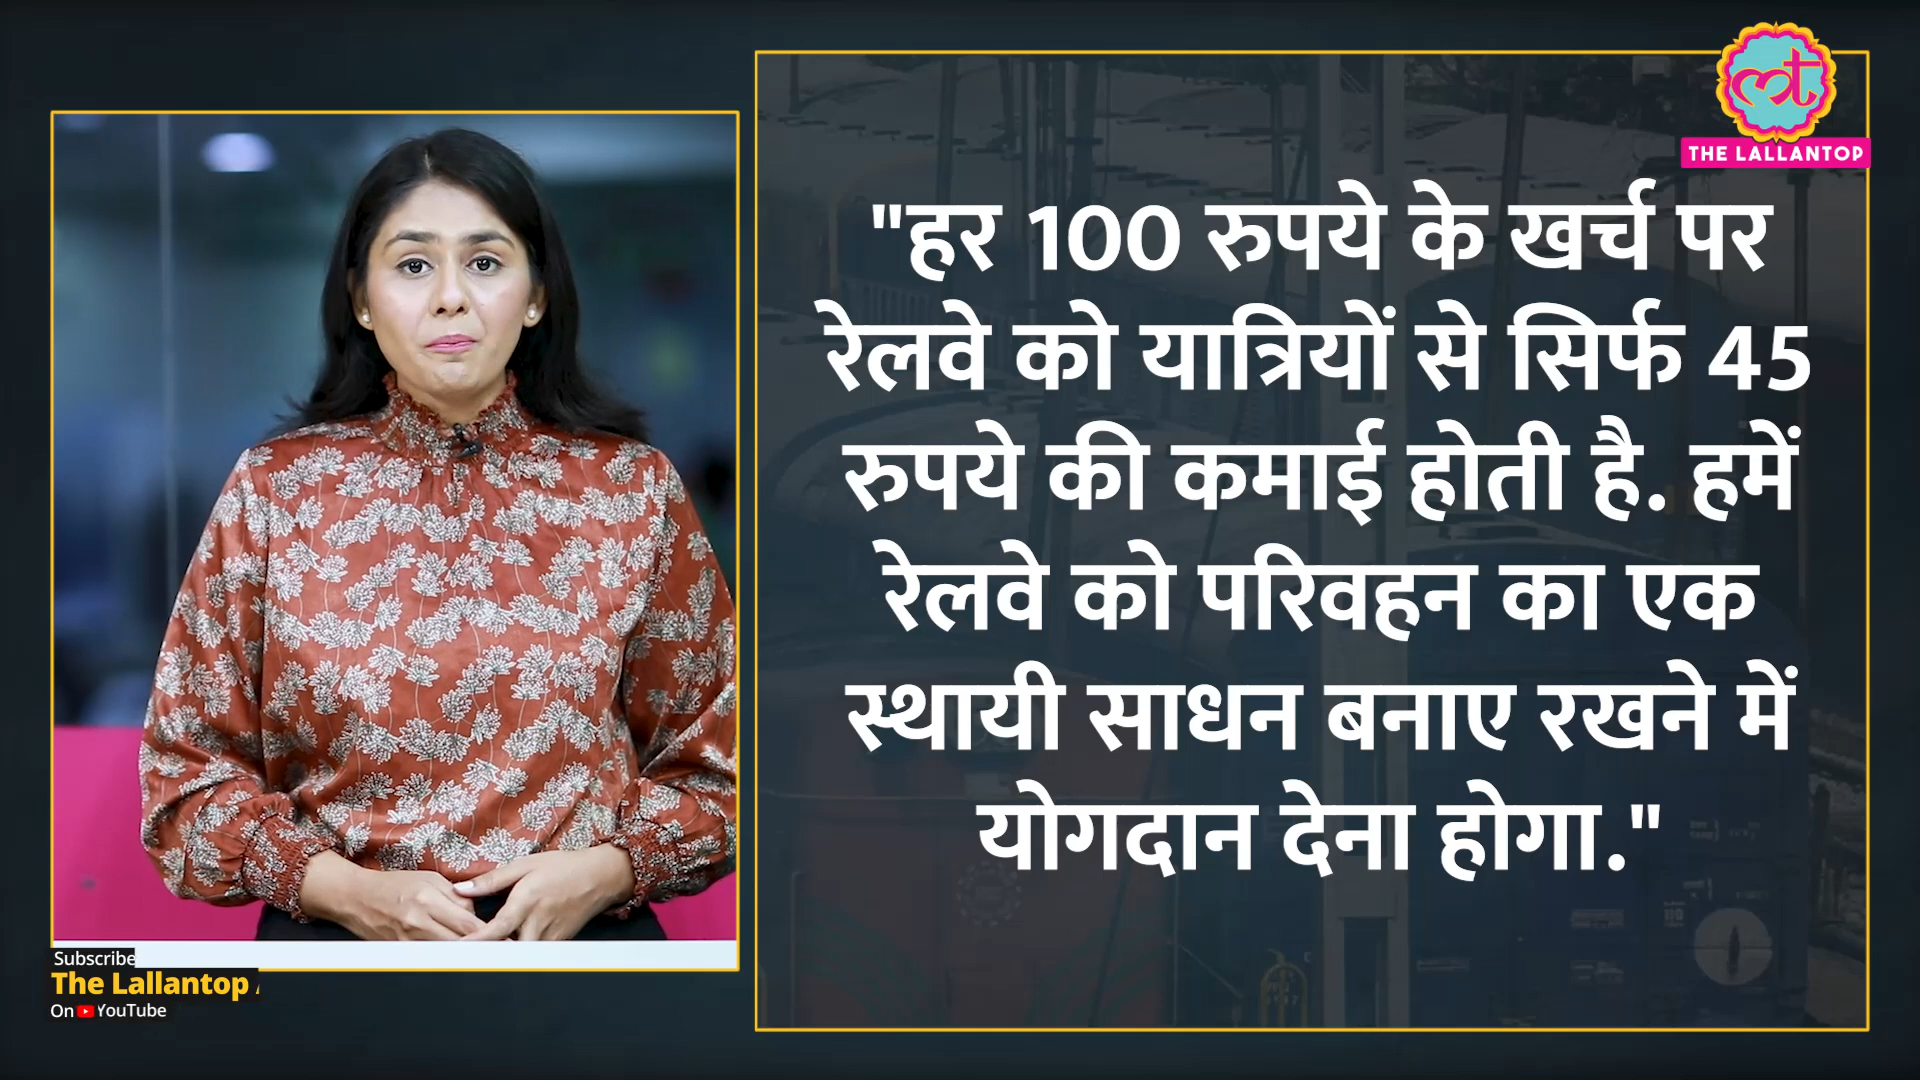 THE LALLANTOP
"हर 100 रुपये के खर्च पर
रेलवे को यात्रियों से सिर्फ 45
रुपये की कमाई होती है. हमें
रेलवे को परिवहन का एक
स्थायी साधन बनाए रखने में
योगदान देना होगा."
Subscribe
The Lallantop
On YouTube